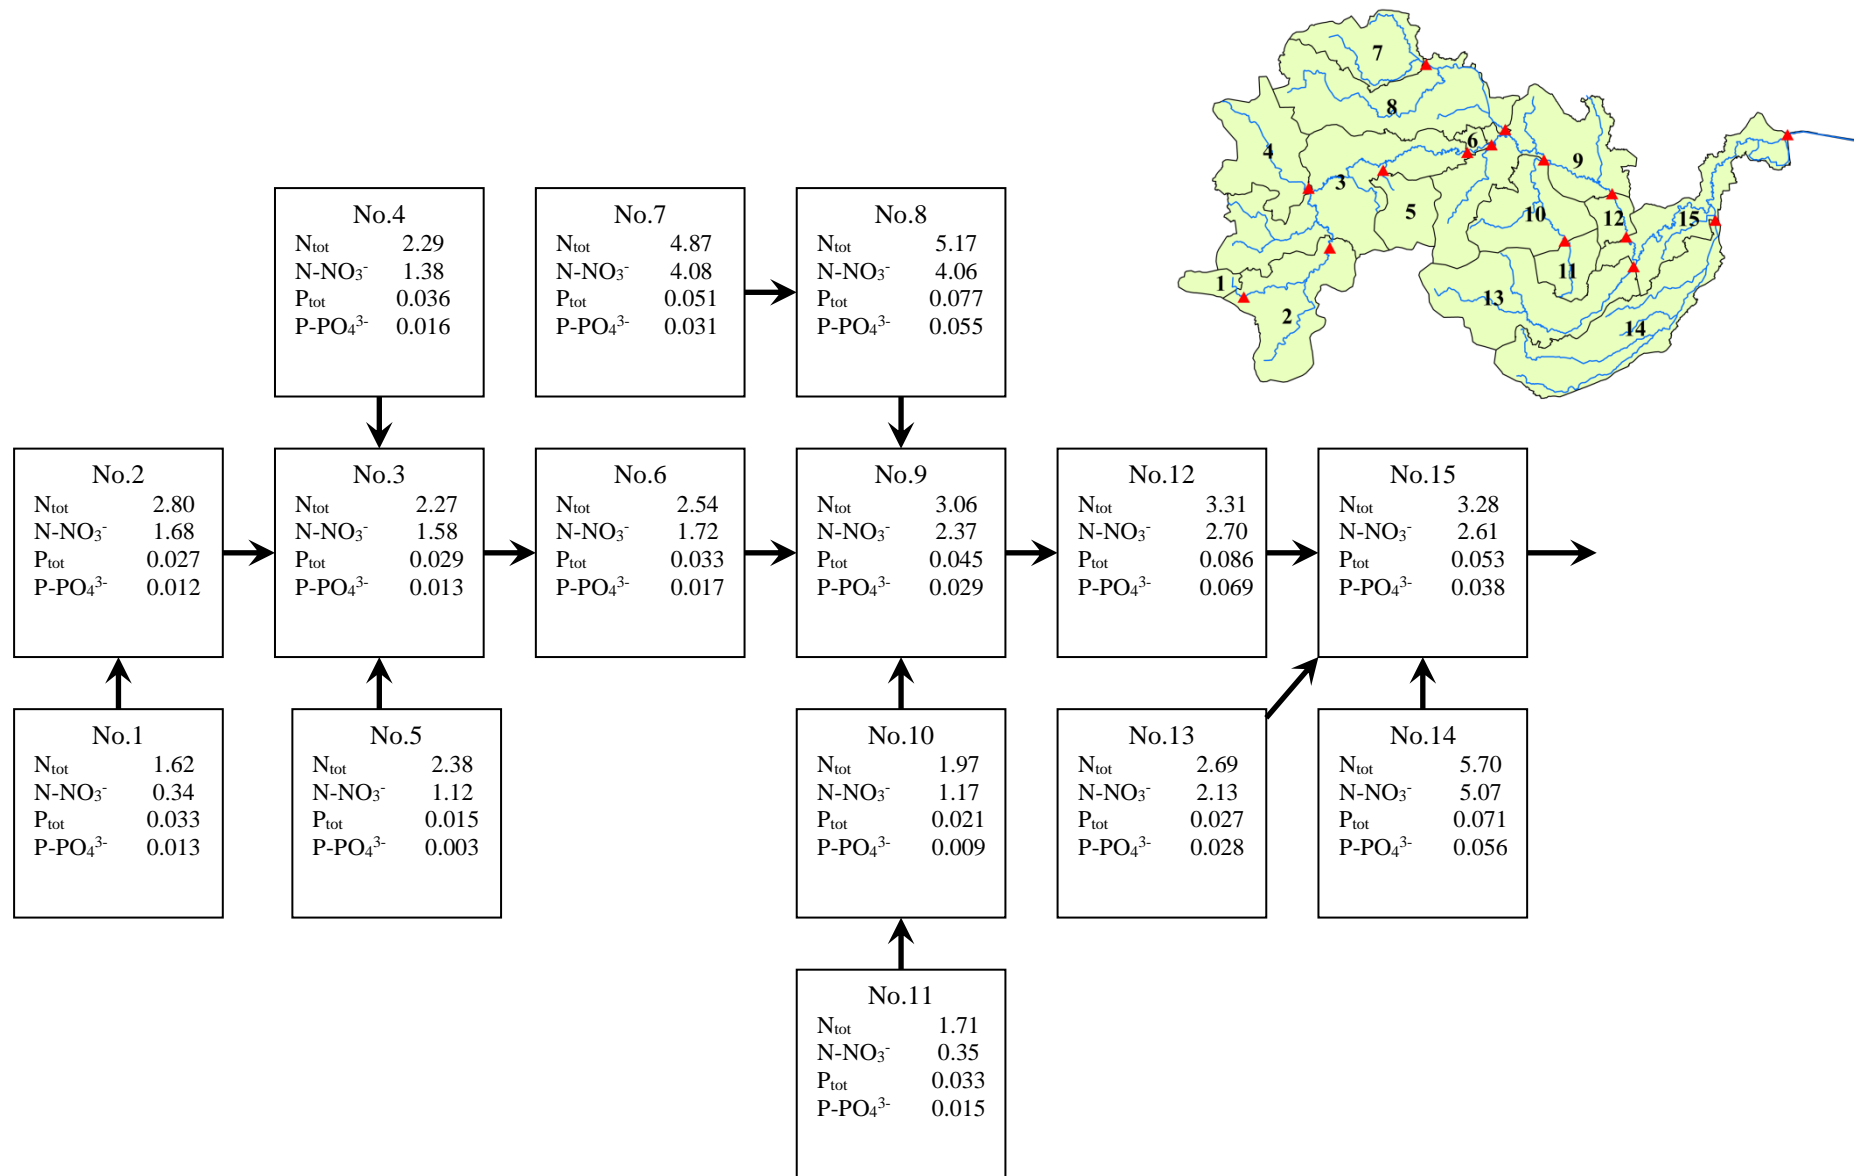 7
8
4
6
9
3
5
10
12
15
1
11
13
2
14
No.4
Ntot 2.29
N-NO₃⁻ 1.38
Ptot 0.036
P-PO₄³⁻ 0.016
No.7
Ntot 4.87
N-NO₃⁻ 4.08
Ptot 0.051
P-PO₄³⁻ 0.031
No.8
Ntot 5.17
N-NO₃⁻ 4.06
Ptot 0.077
P-PO₄³⁻ 0.055
No.2
Ntot 2.80
N-NO₃⁻ 1.68
Ptot 0.027
P-PO₄³⁻ 0.012
No.3
Ntot 2.27
N-NO₃⁻ 1.58
Ptot 0.029
P-PO₄³⁻ 0.013
No.6
Ntot 2.54
N-NO₃⁻ 1.72
Ptot 0.033
P-PO₄³⁻ 0.017
No.9
Ntot 3.06
N-NO₃⁻ 2.37
Ptot 0.045
P-PO₄³⁻ 0.029
No.12
Ntot 3.31
N-NO₃⁻ 2.70
Ptot 0.086
P-PO₄³⁻ 0.069
No.15
Ntot 3.28
N-NO₃⁻ 2.61
Ptot 0.053
P-PO₄³⁻ 0.038
No.1
Ntot 1.62
N-NO₃⁻ 0.34
Ptot 0.033
P-PO₄³⁻ 0.013
No.5
Ntot 2.38
N-NO₃⁻ 1.12
Ptot 0.015
P-PO₄³⁻ 0.003
No.10
Ntot 1.97
N-NO₃⁻ 1.17
Ptot 0.021
P-PO₄³⁻ 0.009
No.13
Ntot 2.69
N-NO₃⁻ 2.13
Ptot 0.027
P-PO₄³⁻ 0.028
No.14
Ntot 5.70
N-NO₃⁻ 5.07
Ptot 0.071
P-PO₄³⁻ 0.056
No.11
Ntot 1.71
N-NO₃⁻ 0.35
Ptot 0.033
P-PO₄³⁻ 0.015